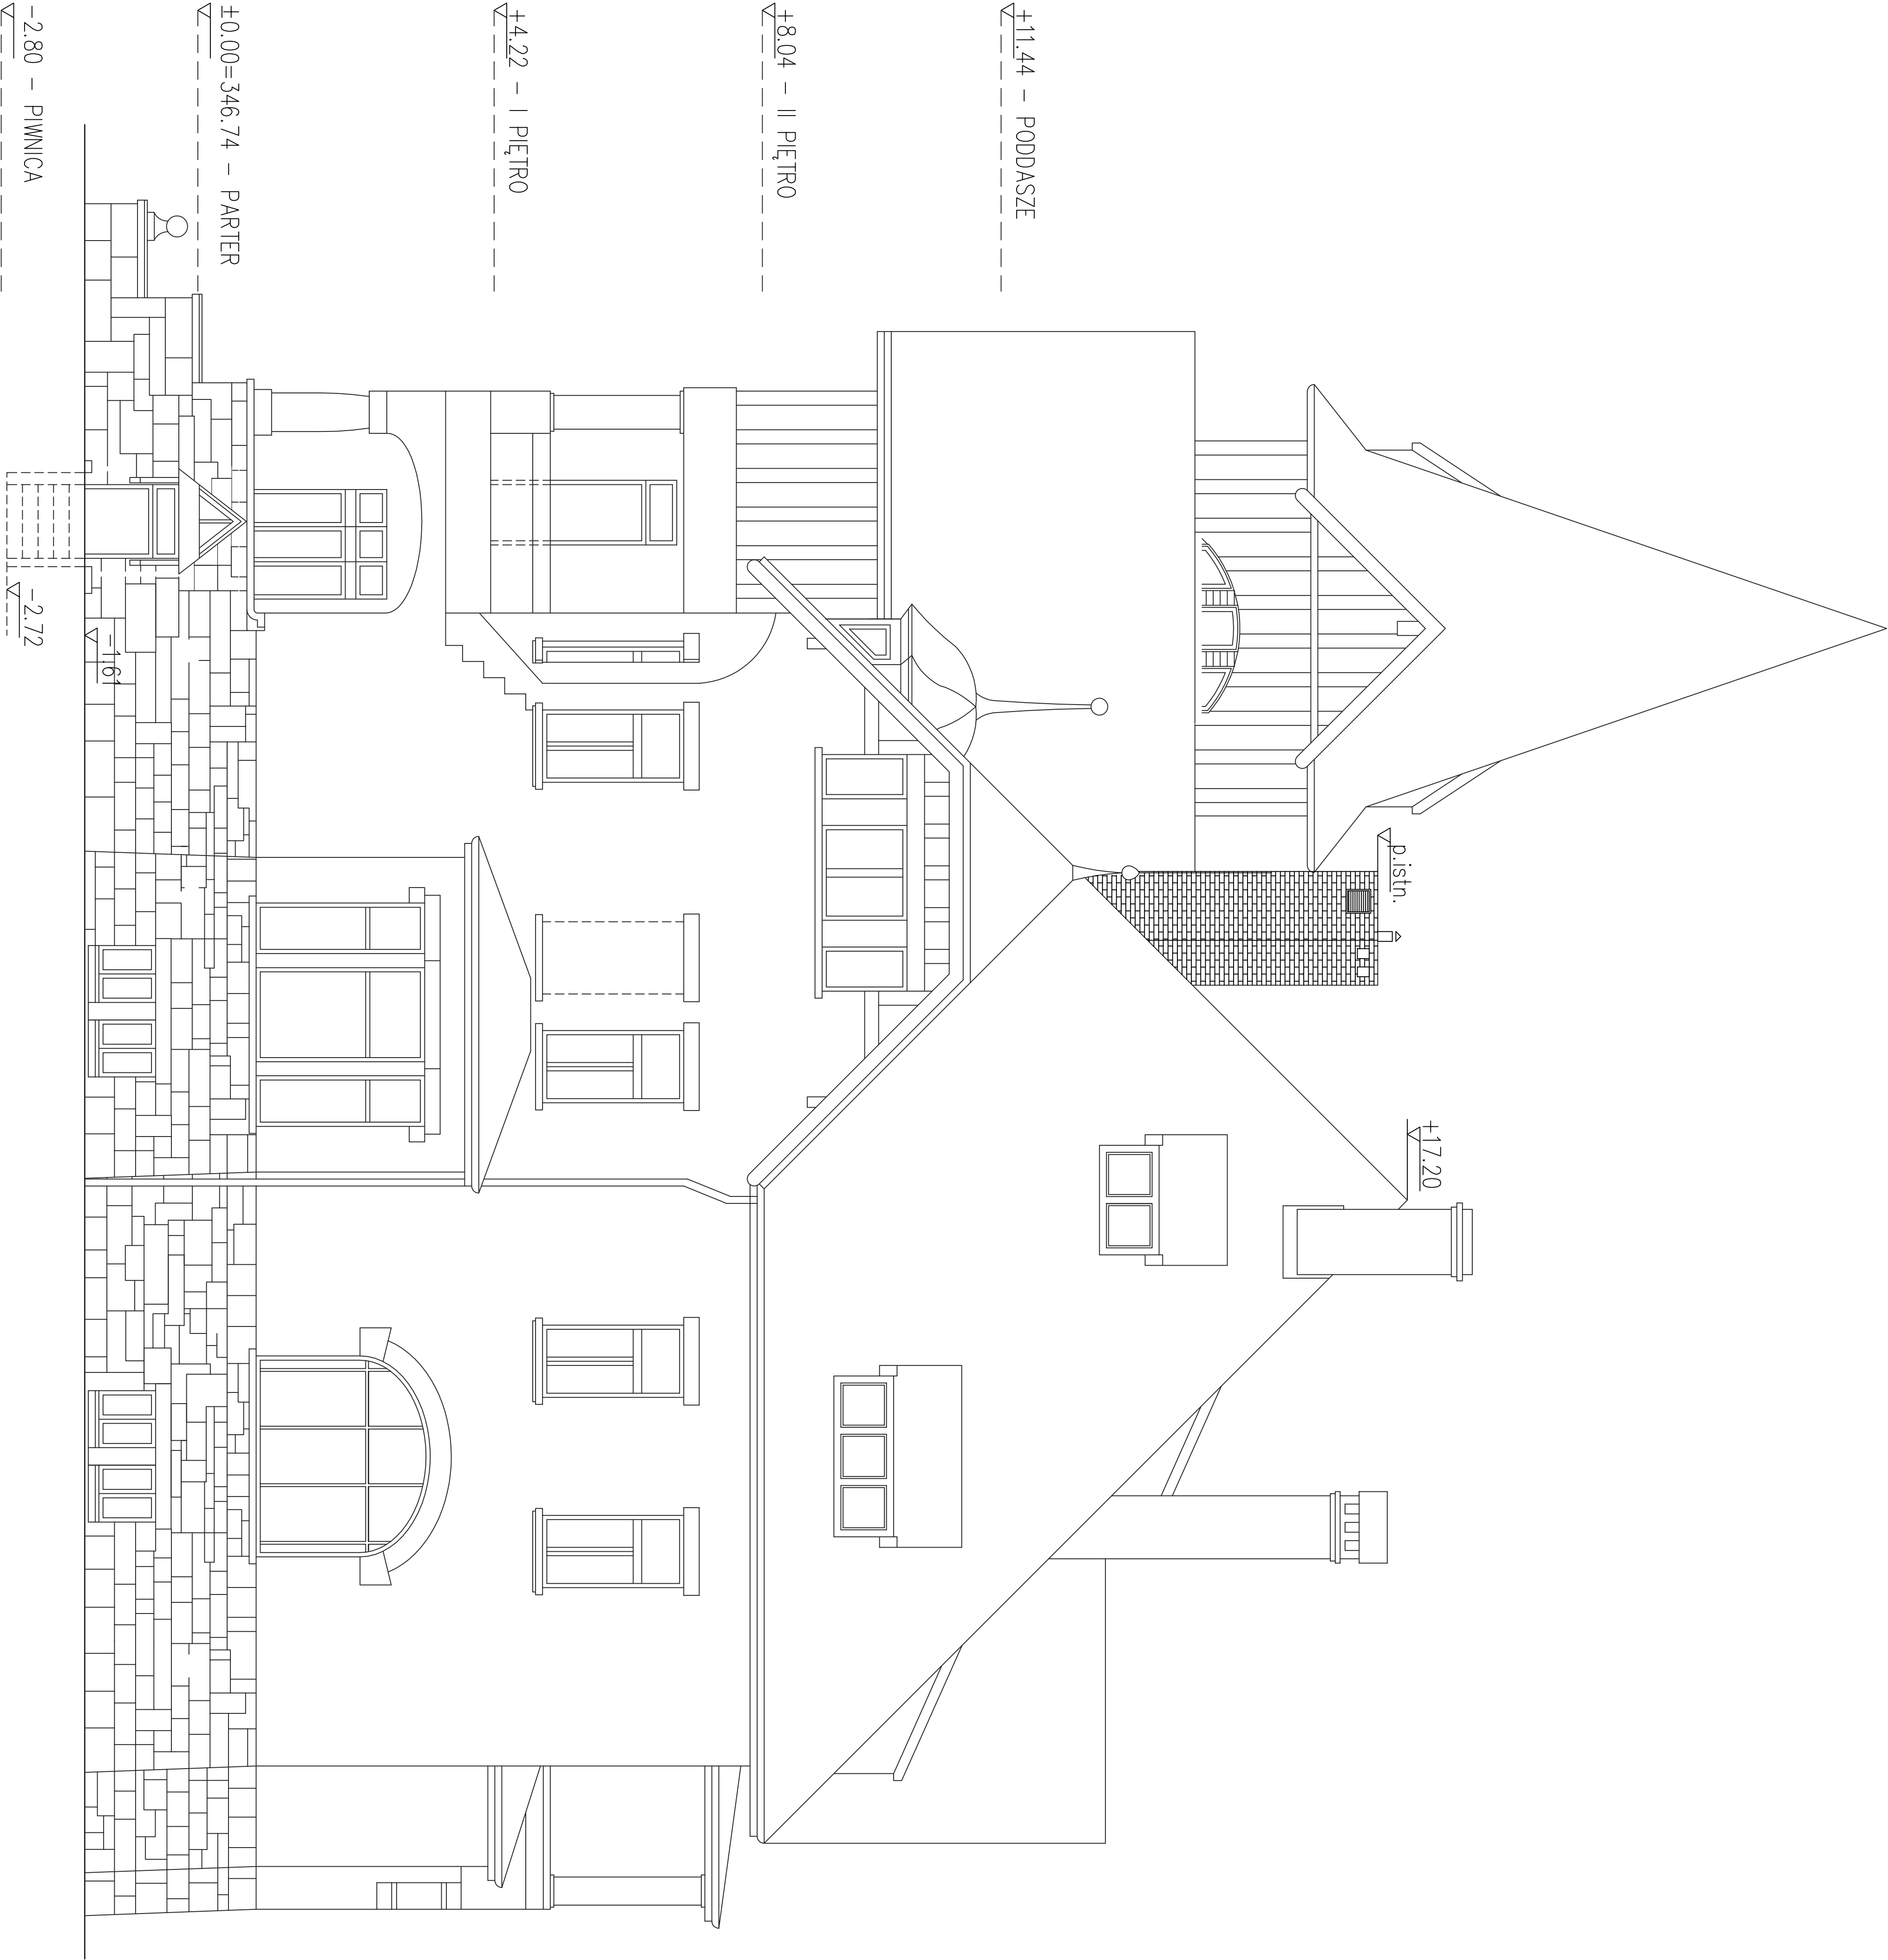 +11.44 - PODDASZE
+8.04 - II PIĘTRO
+4.22 - I PIĘTRO
±0.00=346.74 - PARTER
-2.80 - PIWNICA
p.istn.
+17.20
-1.61
-2.72